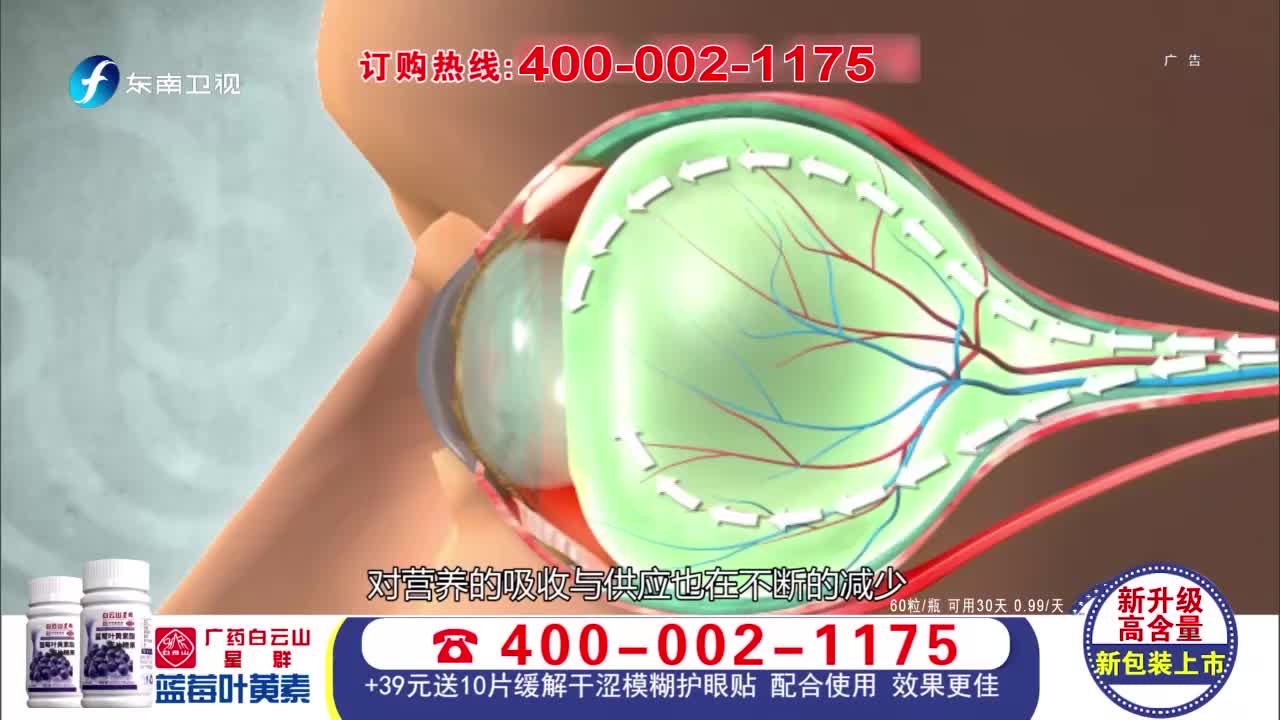 东南卫视
订购热线:400-002-1175
广告
对营养的吸收与供应也在不断的减少
60粒/瓶 可用30天 0.99/天
白云山
广药白云山
星群
蓝莓叶黄素
400-002-1175
+39元送10片缓解干涩模糊护眼贴 配合使用 效果更佳
新升级
高含量
新包装上市